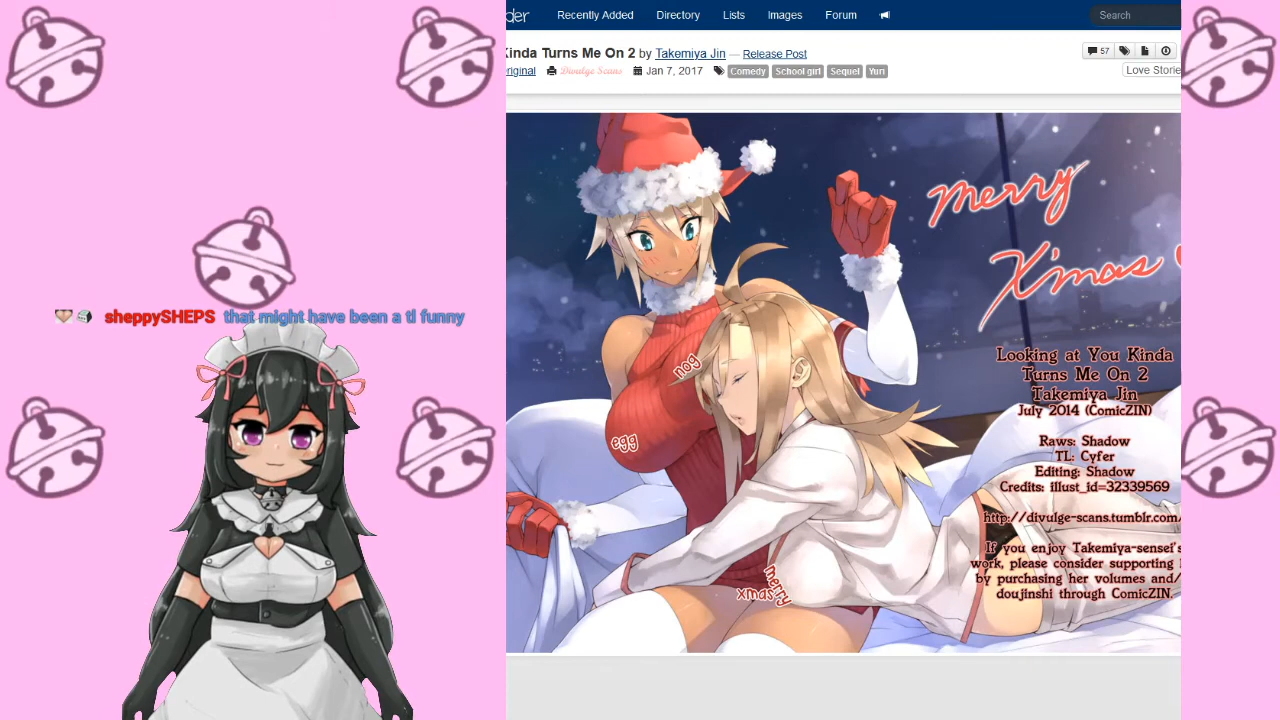 der Recently Added Directory Lists Images Forum Search
Kinda Turns Me On 2 by Takemiya Jin — Release Post
57
riginal Divulge Scans Jan 7, 2017 Comedy School girl Sequel Yuri
Love Storie
Merry
X'mas
sheppySHEPS that might have been a tl funny
nog
egg
merry
xmas
Looking at You Kinda
Turns Me On 2
Takemiya Jin
July 2014 (ComicZIN)
Raws: Shadow
TL: Cyfer
Editing: Shadow
Credits: illust_id=32339569
http://divulge-scans.tumblr.com/
If you enjoy Takemiya-sensei's
work, please consider supporting
by purchasing her volumes and/
doujinshi through ComicZIN.